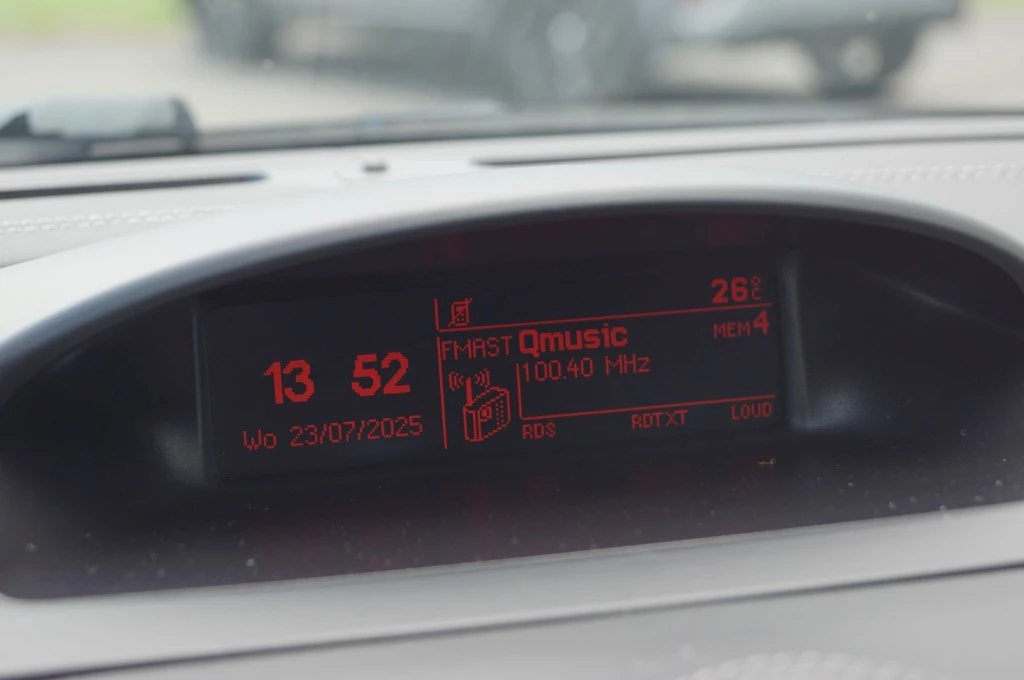 13 52
Wo 23/07/2025
26°C
FMAST Qmusic MEM 4
100.40 MHz
RDS RDTXT LOUD